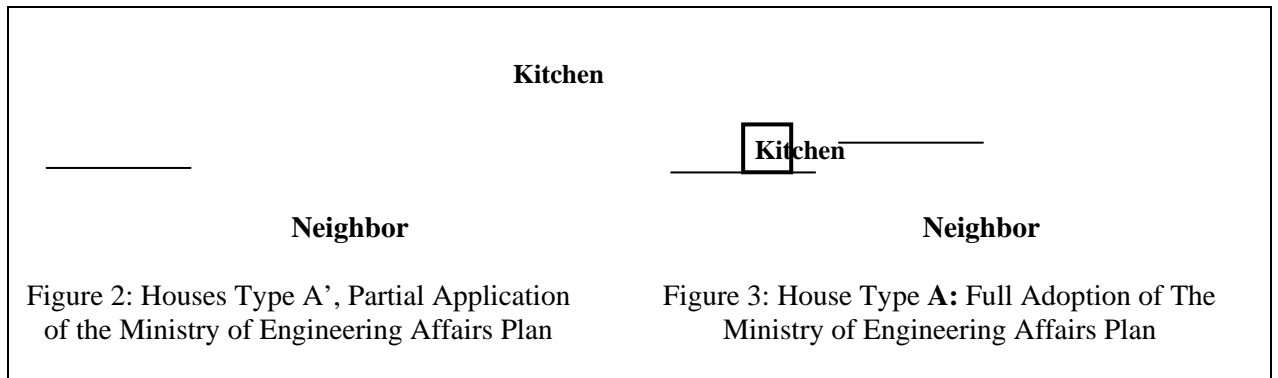 Kitchen
Kitchen
Neighbor
Neighbor
Figure 2: Houses Type A’, Partial Application
of the Ministry of Engineering Affairs Plan
Figure 3: House Type A: Full Adoption of The
Ministry of Engineering Affairs Plan